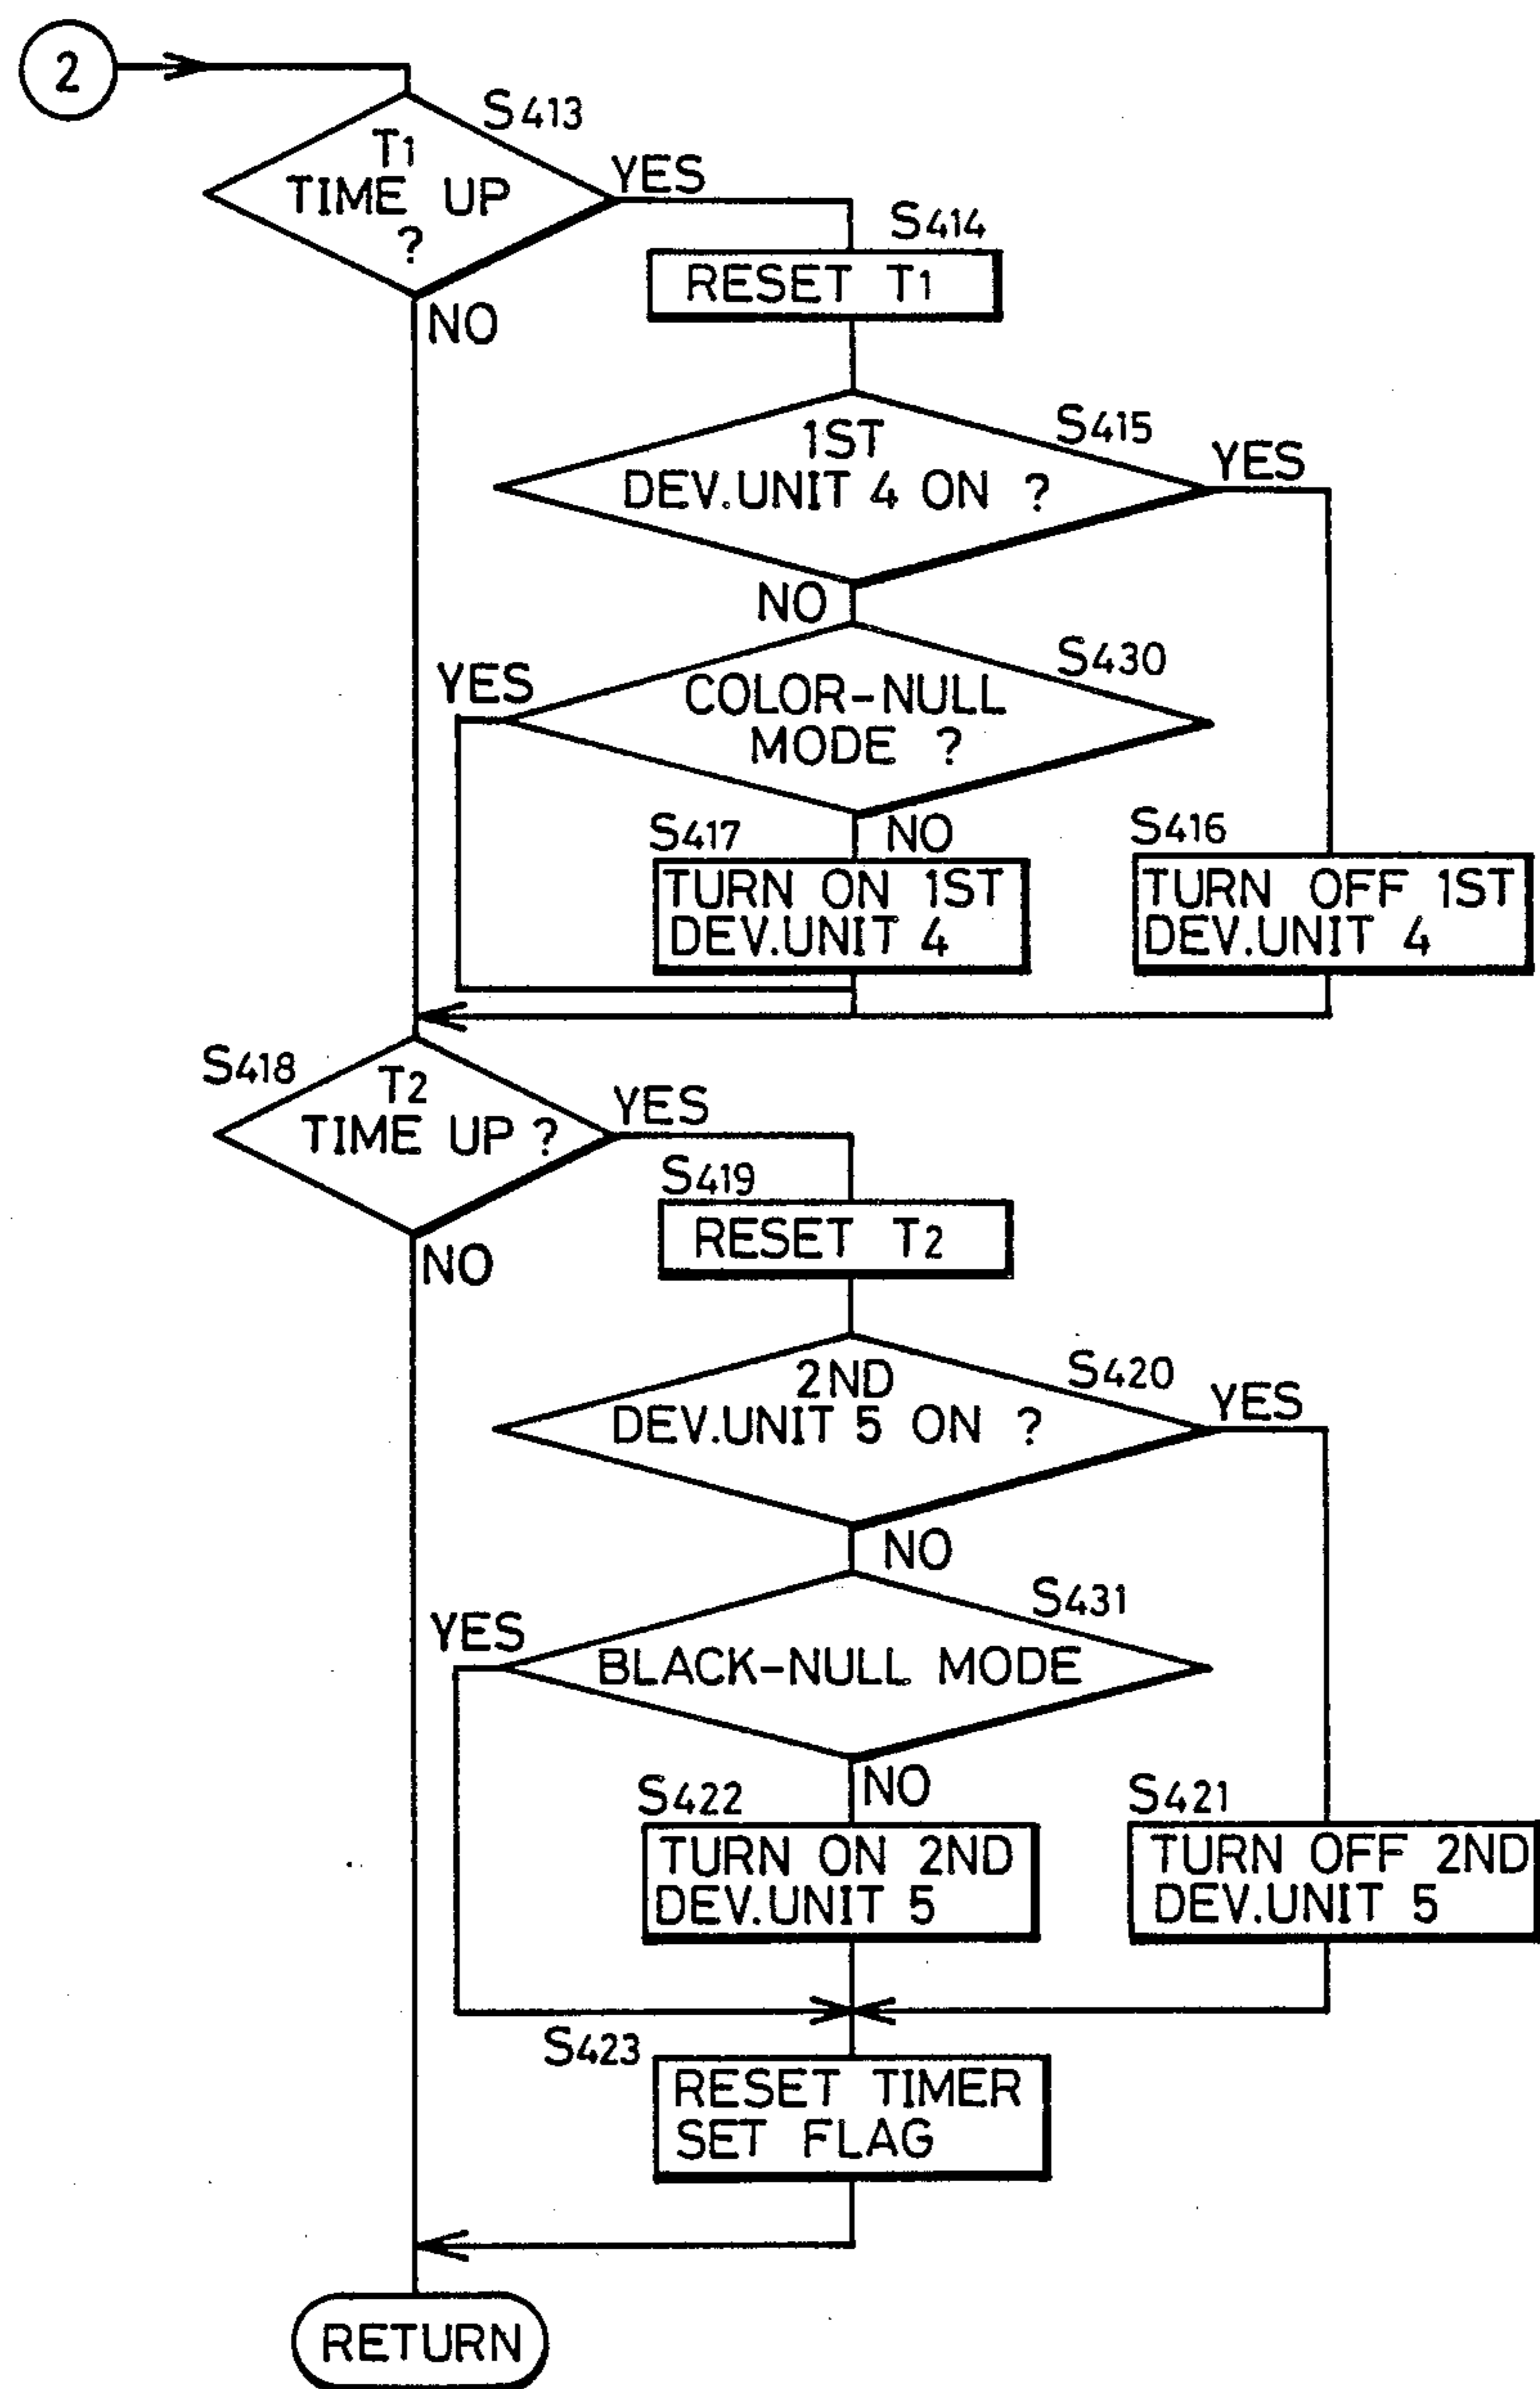 2
S413
T1
TIME UP
?
YES
NO
S414
RESET T1
S415
1ST
DEV.UNIT 4 ON ?
YES
NO
S430
COLOR-NULL
MODE ?
YES
NO
S417
TURN ON 1ST
DEV.UNIT 4
S416
TURN OFF 1ST
DEV.UNIT 4
S418
T2
TIME UP ?
YES
NO
S419
RESET T2
S420
2ND
DEV.UNIT 5 ON ?
YES
NO
S431
BLACK-NULL MODE
YES
NO
S422
TURN ON 2ND
DEV.UNIT 5
S421
TURN OFF 2ND
DEV.UNIT 5
S423
RESET TIMER
SET FLAG
RETURN